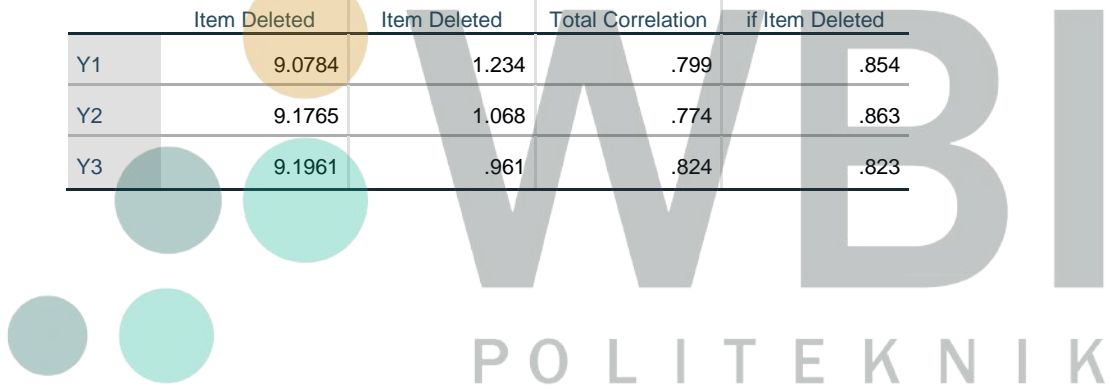 Item Deleted Item Deleted Total Correlation if Item Deleted
Y1 9.0784 1.234 .799 .854
Y2 9.1765 1.068 .774 .863
Y3 9.1961 .961 .824 .823
WBI
POLITEKNIK